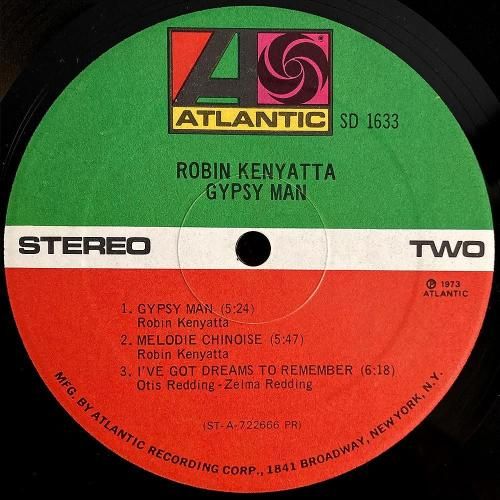 ATLANTIC
SD 1633
ROBIN KENYATTA
GYPSY MAN
STEREO
TWO
℗ 1973
ATLANTIC
1. GYPSY MAN (5:24)
Robin Kenyatta
2. MELODIE CHINOISE (5:47)
Robin Kenyatta
3. I'VE GOT DREAMS TO REMEMBER (6:18)
Otis Redding-Zelma Redding
(ST-A-722666 PR)
MFG. BY ATLANTIC RECORDING CORP., 1841 BROADWAY, NEW YORK, N.Y.